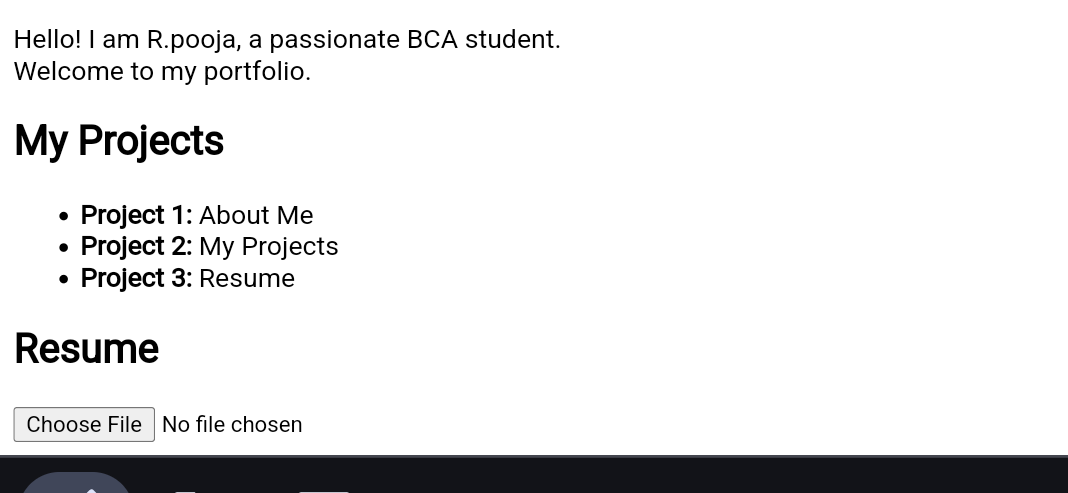 Hello! I am R.pooja, a passionate BCA student.
Welcome to my portfolio.
My Projects
Project 1: About Me
Project 2: My Projects
Project 3: Resume
Resume
Choose File No file chosen